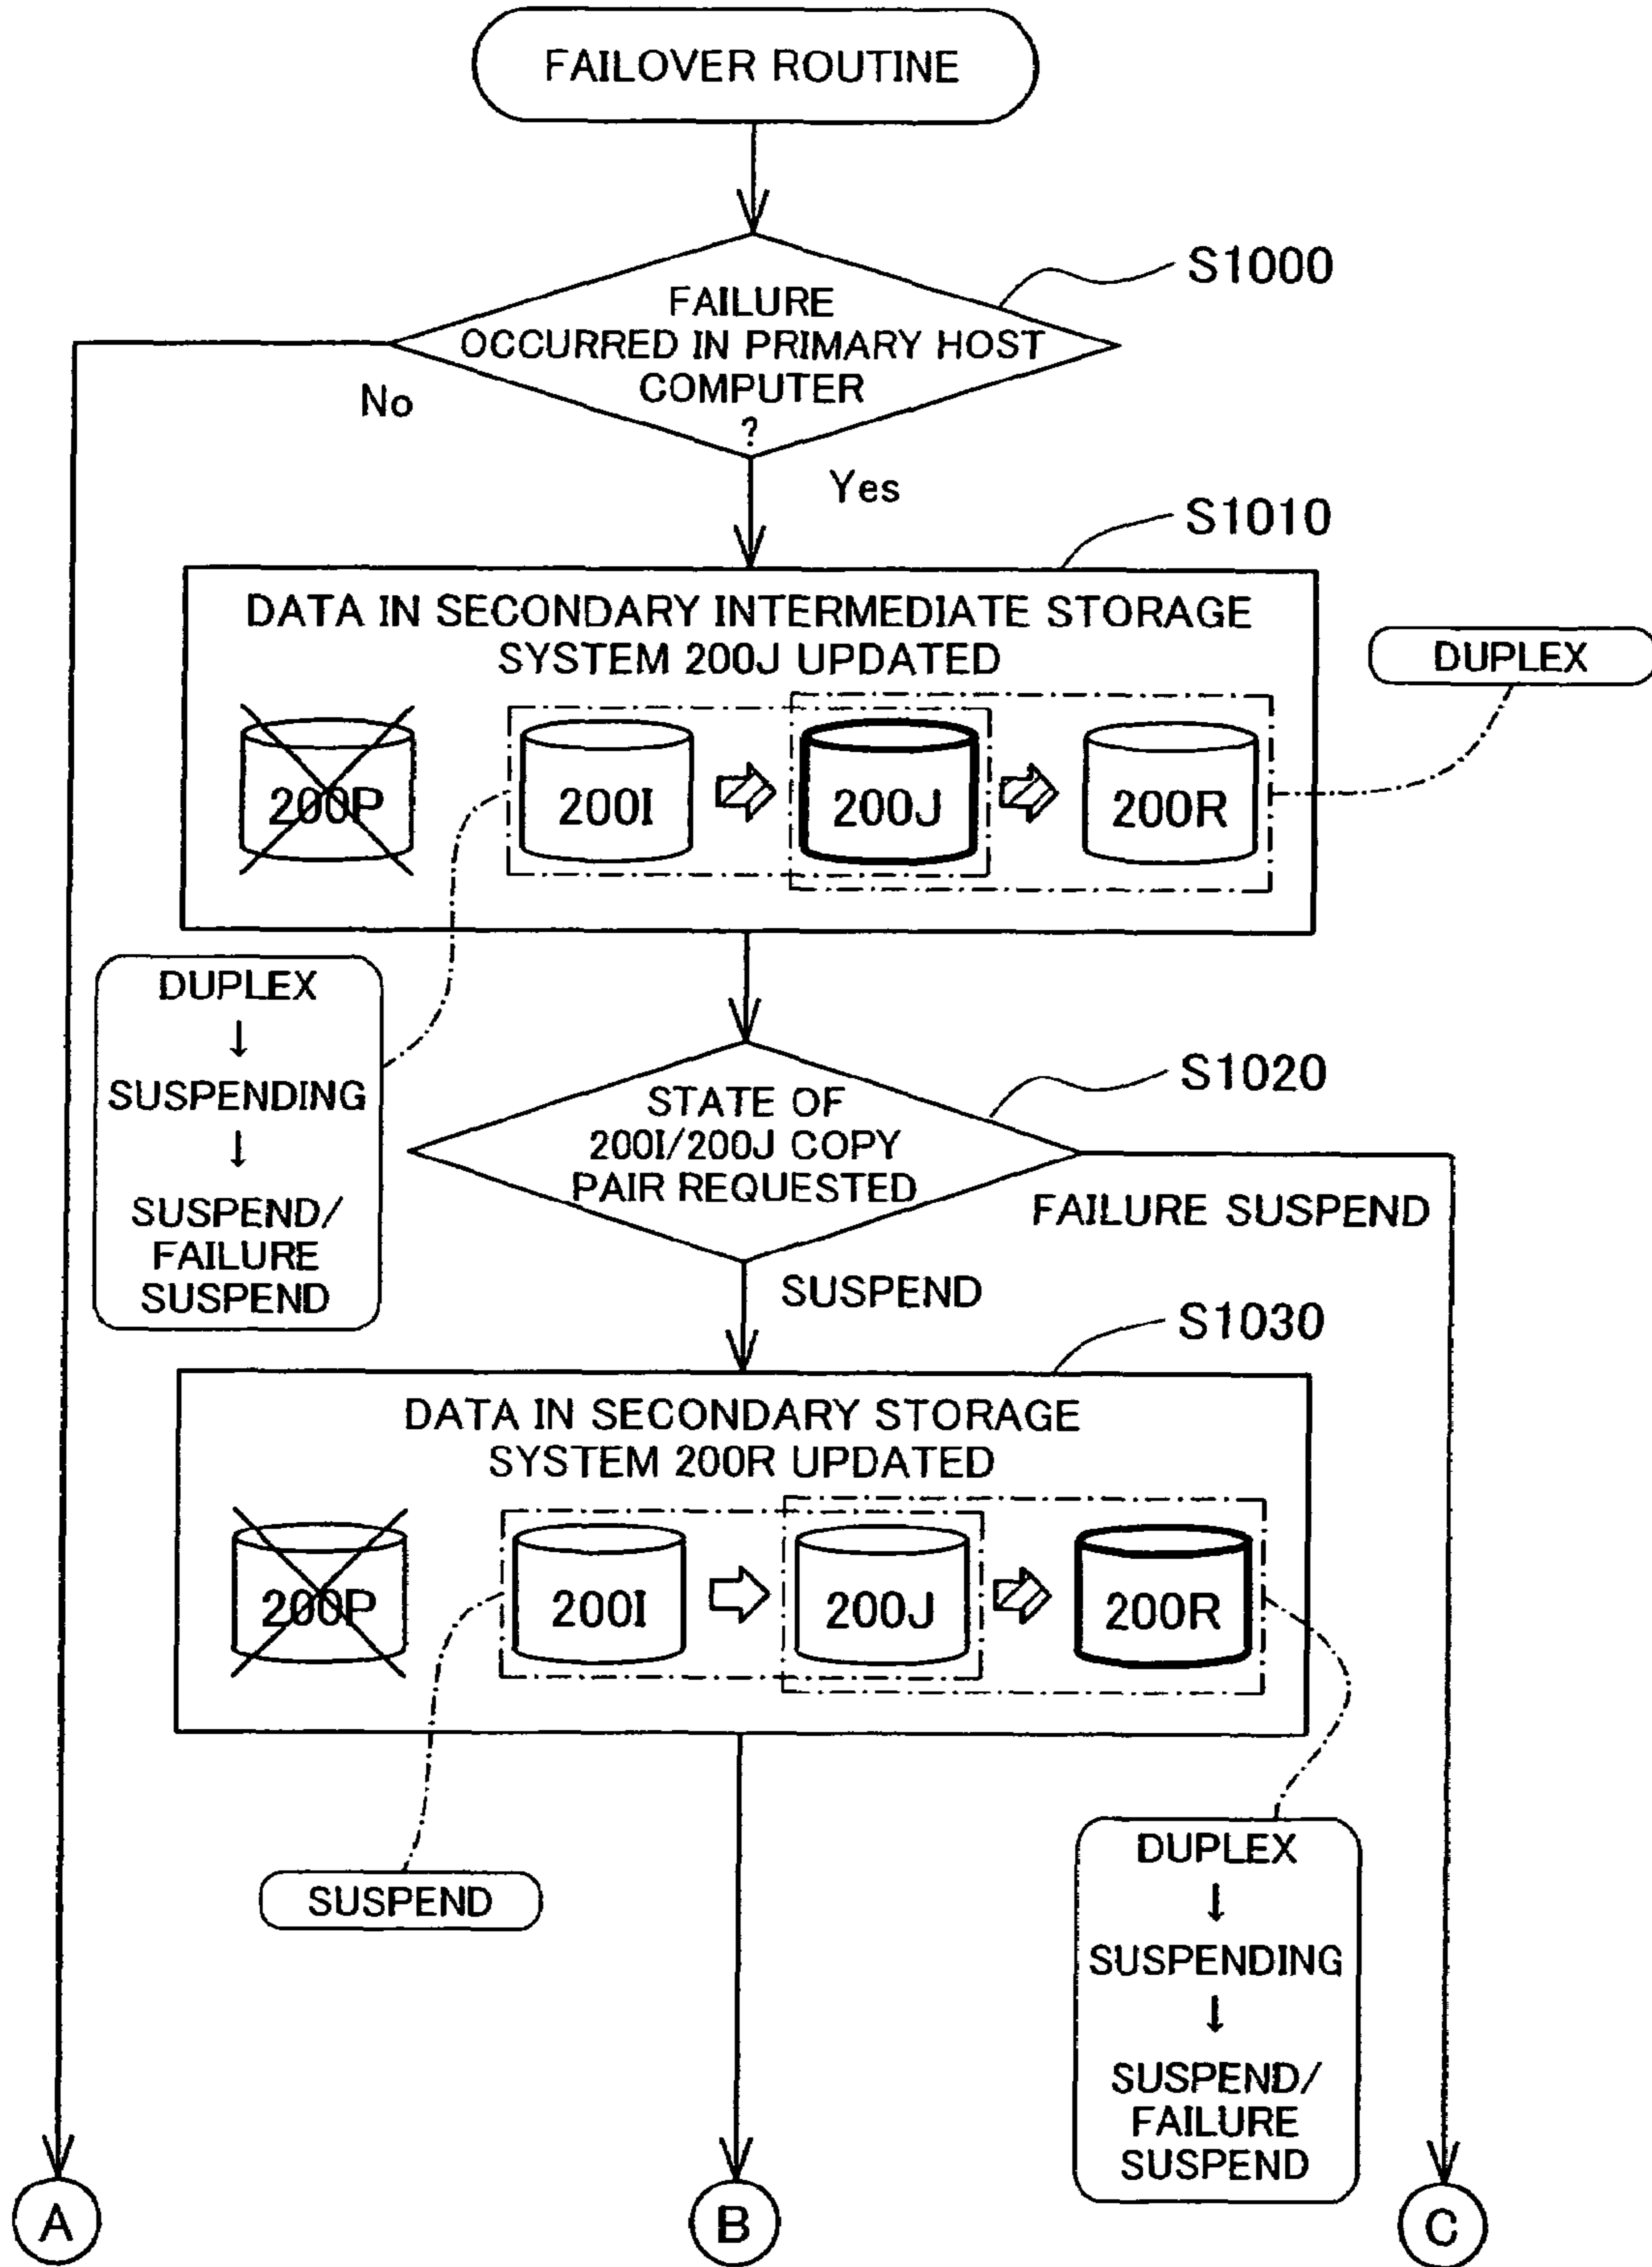 FAILOVER ROUTINE
S1000
FAILURE
OCCURRED IN PRIMARY HOST
COMPUTER
?
No
Yes
S1010
DATA IN SECONDARY INTERMEDIATE STORAGE
SYSTEM 200J UPDATED
DUPLEX
200P
200I
200J
200R
DUPLEX
↓
SUSPENDING
↓
SUSPEND/
FAILURE
SUSPEND
S1020
STATE OF
200I/200J COPY
PAIR REQUESTED
FAILURE SUSPEND
SUSPEND
S1030
DATA IN SECONDARY STORAGE
SYSTEM 200R UPDATED
200P
200I
200J
200R
SUSPEND
DUPLEX
↓
SUSPENDING
↓
SUSPEND/
FAILURE
SUSPEND
A
B
C